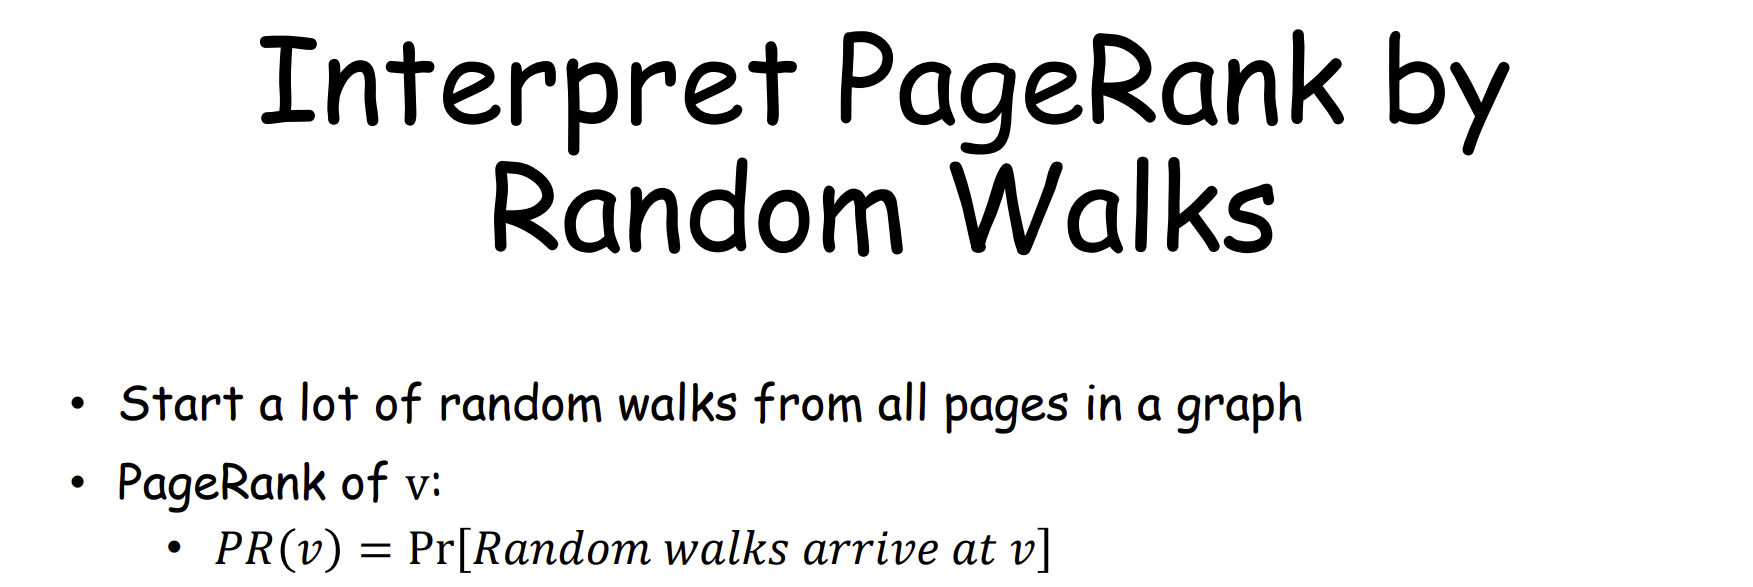 Interpret PageRank by
Random Walks
• Start a lot of random walks from all pages in a graph
• PageRank of v:
• PR(v) = Pr[Random walks arrive at v]